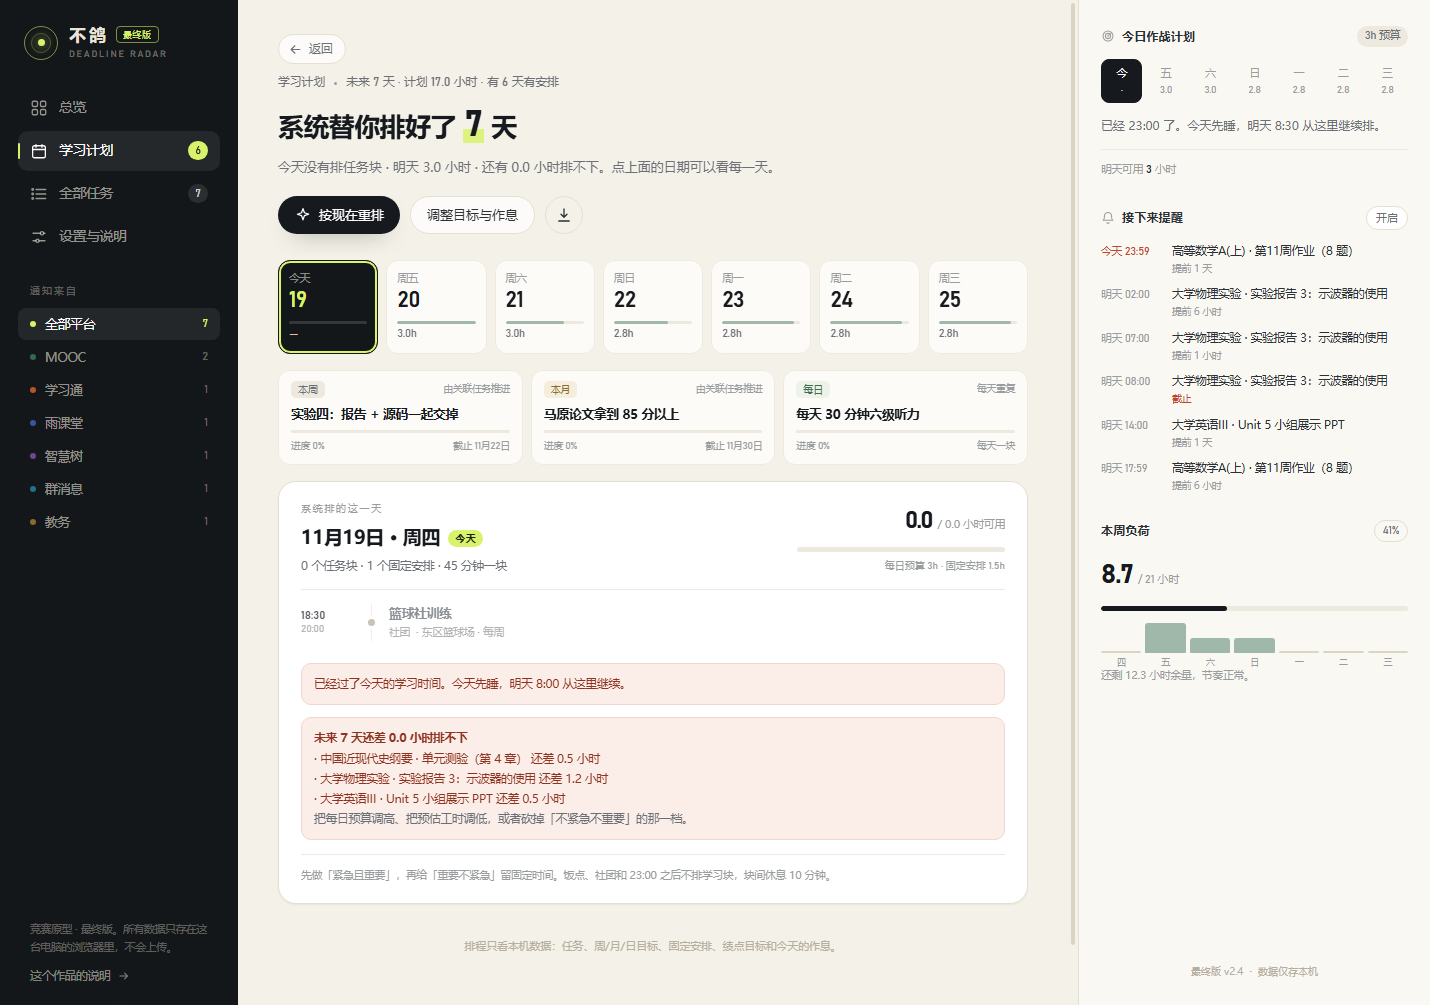 不鸽 最终版
DEADLINE RADAR
总览
学习计划 6
全部任务 7
设置与说明
通知来自
全部平台 7
MOOC 2
学习通 1
雨课堂 1
智慧树 1
群消息 1
教务 1
竞赛原型 · 最终版。所有数据只存在这
台电脑的浏览器里，不会上传。
这个作品的说明 →
← 返回
学习计划 · 未来 7 天 · 计划 17.0 小时 · 有 6 天有安排
系统替你排好了 7 天
今天没有排任务块 · 明天 3.0 小时 · 还有 0.0 小时排不下。点上面的日期可以看每一天。
按现在重排 调整目标与作息
今天 周五 周六 周日 周一 周二 周三
19 20 21 22 23 24 25
– 3.0h 3.0h 2.8h 2.8h 2.8h 2.8h
本周 由关联任务推进
实验四：报告 + 源码一起交掉
进度 0% 截止 11月22日
本月 由关联任务推进
马原论文拿到 85 分以上
进度 0% 截止 11月30日
每日 每天重复
每天 30 分钟六级听力
进度 0% 每天一块
系统排的这一天
11月19日 · 周四 今天
0 个任务块 · 1 个固定安排 · 45 分钟一块
0.0 / 0.0 小时可用
每日预算 3h · 固定安排 1.5h
18:30 篮球社训练
20:00 社团 · 东区篮球场 · 每周
已经过了今天的学习时间。今天先睡，明天 8:00 从这里继续。
未来 7 天还差 0.0 小时排不下
· 中国近现代史纲要 · 单元测验（第 4 章） 还差 0.5 小时
· 大学物理实验 · 实验报告 3：示波器的使用 还差 1.2 小时
· 大学英语III · Unit 5 小组展示 PPT 还差 0.5 小时
把每日预算调高、把预估工时调低，或者砍掉「不紧急不重要」的那一档。
先做「紧急且重要」，再给「重要不紧急」留固定时间。饭点、社团和 23:00 之后不排学习块，块间休息 10 分钟。
排程只看本机数据：任务、周/月/日目标、固定安排、绩点目标和今天的作息。
今日作战计划 3h 预算
今 五 六 日 一 二 三
· 3.0 3.0 2.8 2.8 2.8 2.8
已经 23:00 了。今天先睡，明天 8:30 从这里继续排。
明天可用 3 小时
接下来提醒 开启
今天 23:59 高等数学A(上) · 第11周作业（8 题）
提前 1 天
明天 02:00 大学物理实验 · 实验报告 3：示波器的使用
提前 6 小时
明天 07:00 大学物理实验 · 实验报告 3：示波器的使用
提前 1 小时
明天 08:00 大学物理实验 · 实验报告 3：示波器的使用
截止
明天 14:00 大学英语III · Unit 5 小组展示 PPT
提前 1 天
明天 17:59 高等数学A(上) · 第11周作业（8 题）
提前 6 小时
本周负荷 41%
8.7 / 21 小时
四 五 六 日 一 二 三
还剩 12.3 小时余量，节奏正常。
最终版 v2.4 · 数据仅存本机